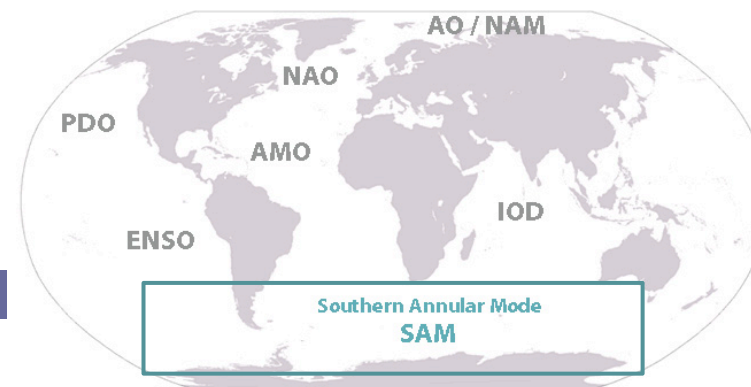 AO / NAM
NAO
PDO
AMO
IOD
ENSO
Southern Annular Mode
SAM